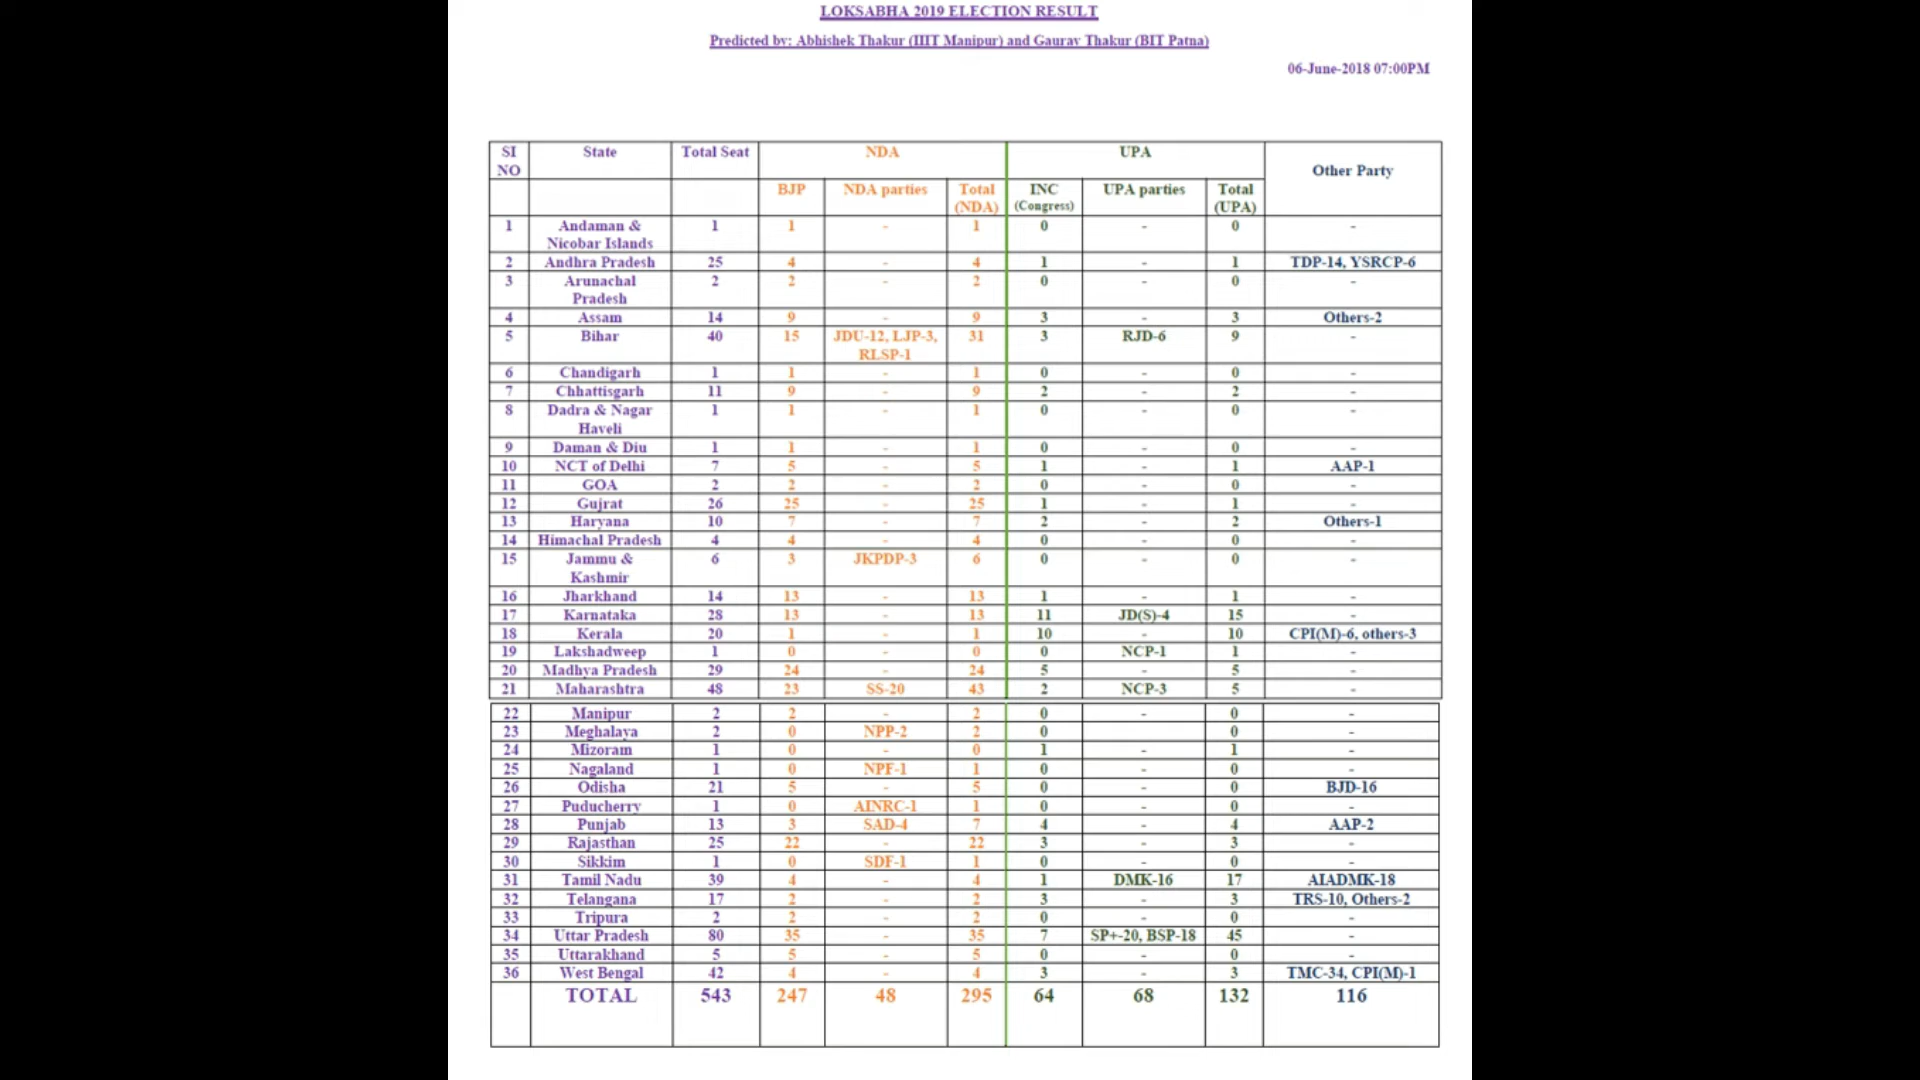 LOKSABHA 2019 ELECTION RESULT
Predicted by: Abhishek Thakur (IIIT Manipur) and Gaurav Thakur (BIT Patna)
06-June-2018 07:00PM
SI NO State Total Seat NDA UPA Other Party
BJP NDA parties Total (NDA) INC (Congress) UPA parties Total (UPA)
1 Andaman & Nicobar Islands 1 1 - 1 0 - 0 -
2 Andhra Pradesh 25 4 - 4 1 - 1 TDP-14, YSRCP-6
3 Arunachal Pradesh 2 2 - 2 0 - 0 -
4 Assam 14 9 - 9 3 - 3 Others-2
5 Bihar 40 15 JDU-12, LJP-3, RLSP-1 31 3 RJD-6 9 -
6 Chandigarh 1 1 - 1 0 - 0 -
7 Chhattisgarh 11 9 - 9 2 - 2 -
8 Dadra & Nagar Haveli 1 1 - 1 0 - 0 -
9 Daman & Diu 1 1 - 1 0 - 0 -
10 NCT of Delhi 7 5 - 5 1 - 1 AAP-1
11 GOA 2 2 - 2 0 - 0 -
12 Gujrat 26 25 - 25 1 - 1 -
13 Haryana 10 7 - 7 2 - 2 Others-1
14 Himachal Pradesh 4 4 - 4 0 - 0 -
15 Jammu & Kashmir 6 3 JKPDP-3 6 0 - 0 -
16 Jharkhand 14 13 - 13 1 - 1 -
17 Karnataka 28 13 - 13 11 JD(S)-4 15 -
18 Kerala 20 1 - 1 10 - 10 CPI(M)-6, others-3
19 Lakshadweep 1 0 - 0 0 NCP-1 1 -
20 Madhya Pradesh 29 24 - 24 5 - 5 -
21 Maharashtra 48 23 SS-20 43 2 NCP-3 5 -
22 Manipur 2 2 - 2 0 - 0 -
23 Meghalaya 2 0 NPP-2 2 0 0 -
24 Mizoram 1 0 - 0 1 - 1 -
25 Nagaland 1 0 NPF-1 1 0 - 0 -
26 Odisha 21 5 - 5 0 - 0 BJD-16
27 Puducherry 1 0 AINRC-1 1 0 - 0 -
28 Punjab 13 3 SAD-4 7 4 - 4 AAP-2
29 Rajasthan 25 22 - 22 3 - 3 -
30 Sikkim 1 0 SDF-1 1 0 - 0 -
31 Tamil Nadu 39 4 - 4 1 DMK-16 17 AIADMK-18
32 Telangana 17 2 - 2 3 - 3 TRS-10, Others-2
33 Tripura 2 2 - 2 0 - 0 -
34 Uttar Pradesh 80 35 - 35 7 SP+-20, BSP-18 45 -
35 Uttarakhand 5 5 - 5 0 - 0 -
36 West Bengal 42 4 - 4 3 - 3 TMC-34, CPI(M)-1
TOTAL 543 247 48 295 64 68 132 116